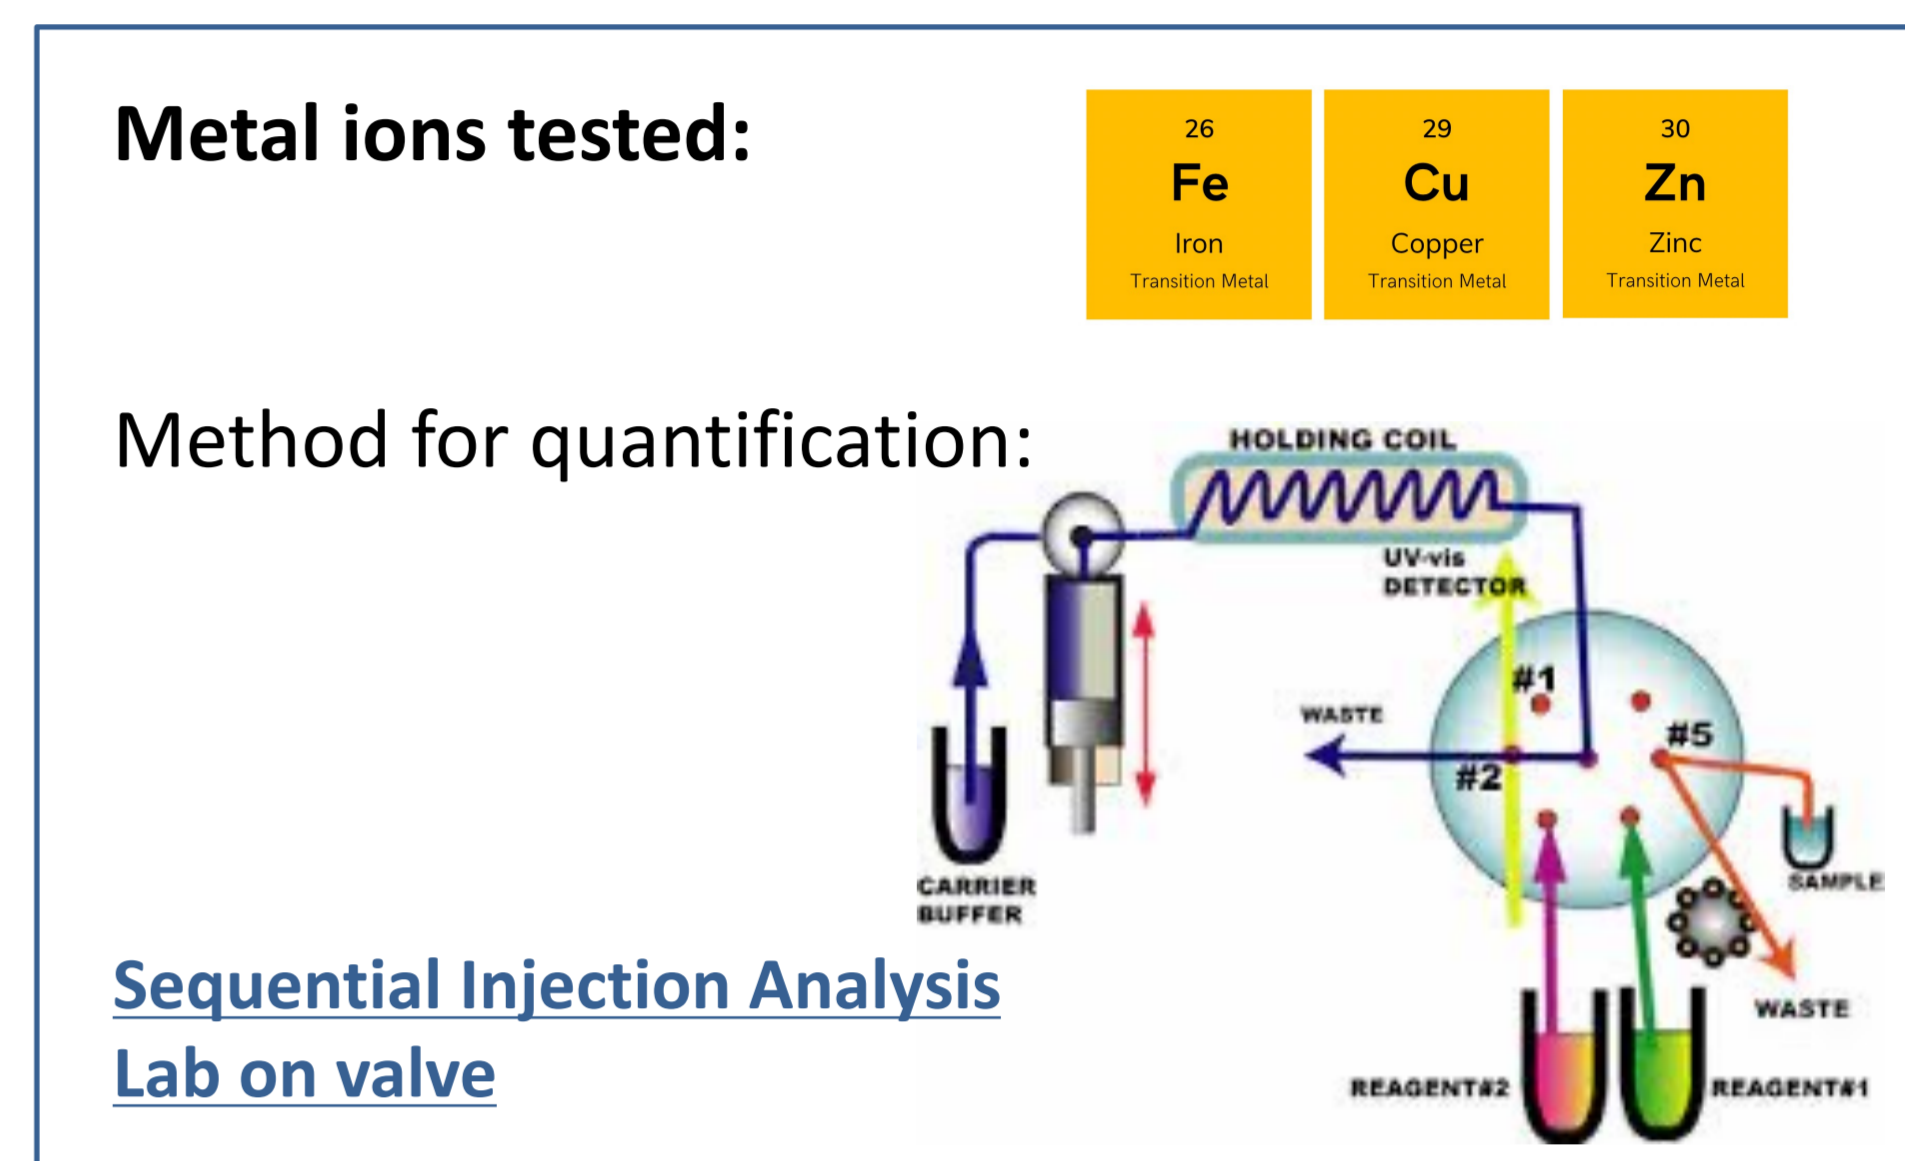 Metal ions tested:
26
Fe
Iron
Transition Metal
29
Cu
Copper
Transition Metal
30
Zn
Zinc
Transition Metal
Method for quantification:
HOLDING COIL
UV-vis
DETECTOR
#1
WASTE
#5
#2
CARRIER
BUFFER
SAMPLE
WASTE
REAGENT#2
REAGENT#1
Sequential Injection Analysis
Lab on valve